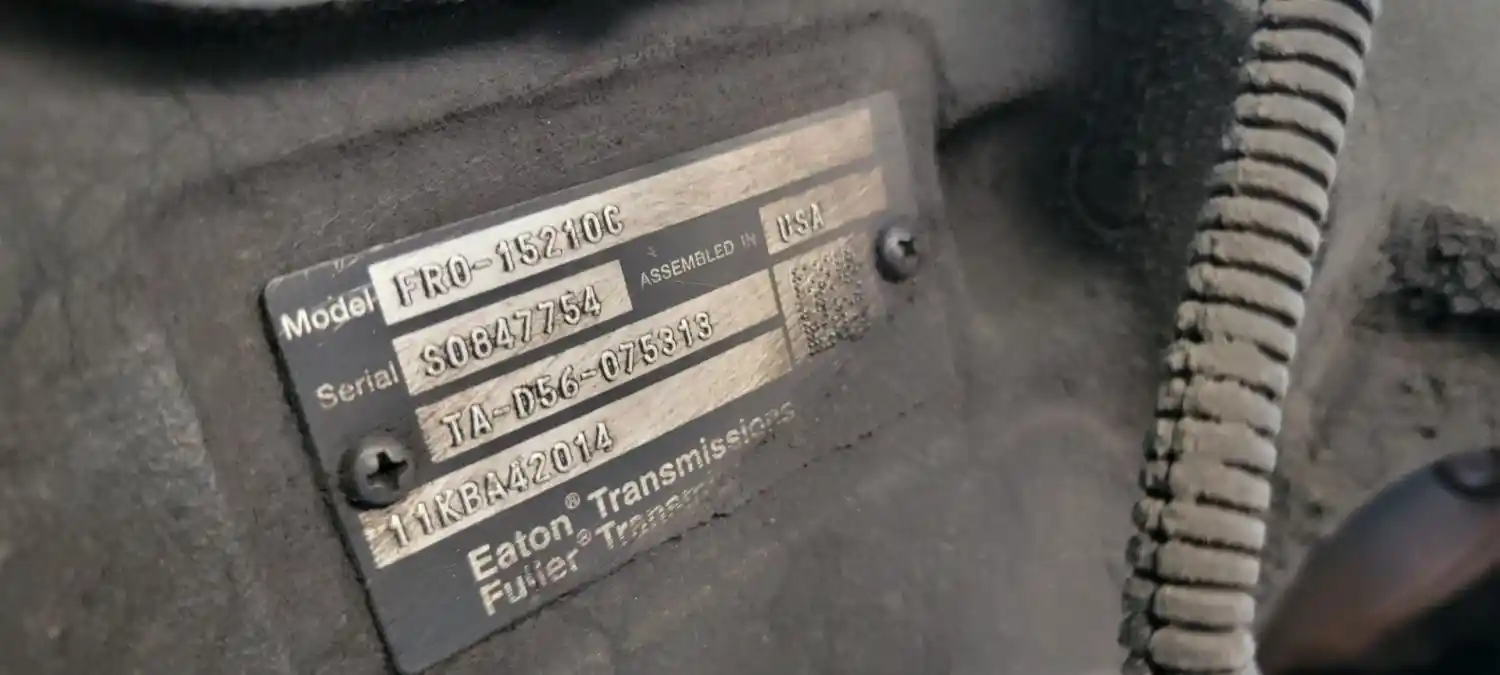 Model FRO-15210C
Serial S0847754 ASSEMBLED IN USA
TA-D56-075313
11KBA42014
Eaton® Transmissions
Fuller®